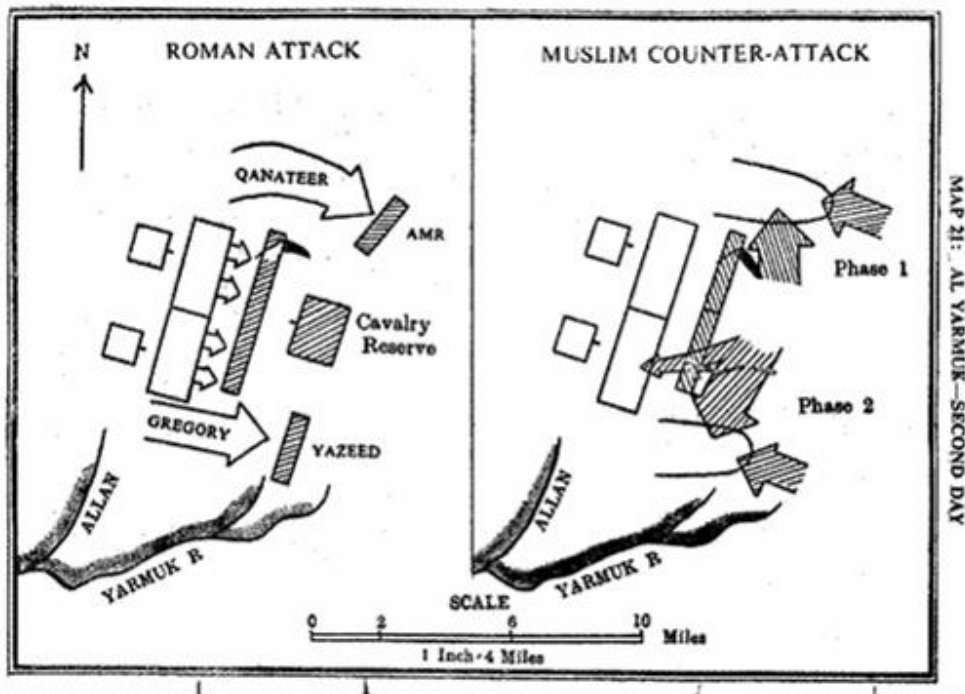 ROMAN ATTACK
N
QANATEER
AMR
Cavalry
Reserve
GREGORY
YAZEED
ALLAN
YARMUK R
MUSLIM COUNTER-ATTACK
Phase 1
Phase 2
ALLAN
YARMUK R
SCALE
0 2 6 10
Miles
1 Inch=4 Miles
MAP 21: AL YARMUK—SECOND DAY